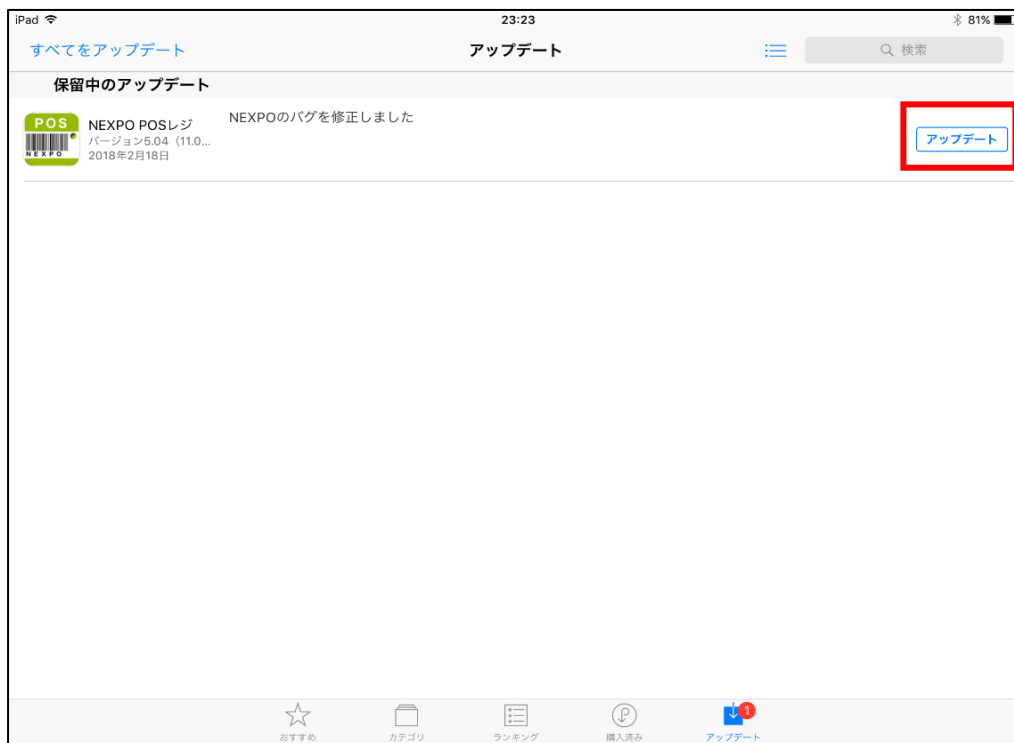 iPad 23:23 81%
すべてをアップデート アップデート 検索
保留中のアップデート
POS
NEXPO
NEXPO POSレジ
バージョン5.04（11.0...
2018年2月18日
NEXPOのバグを修正しました
アップデート
1
おすすめ カテゴリ ランキング 購入済み アップデート